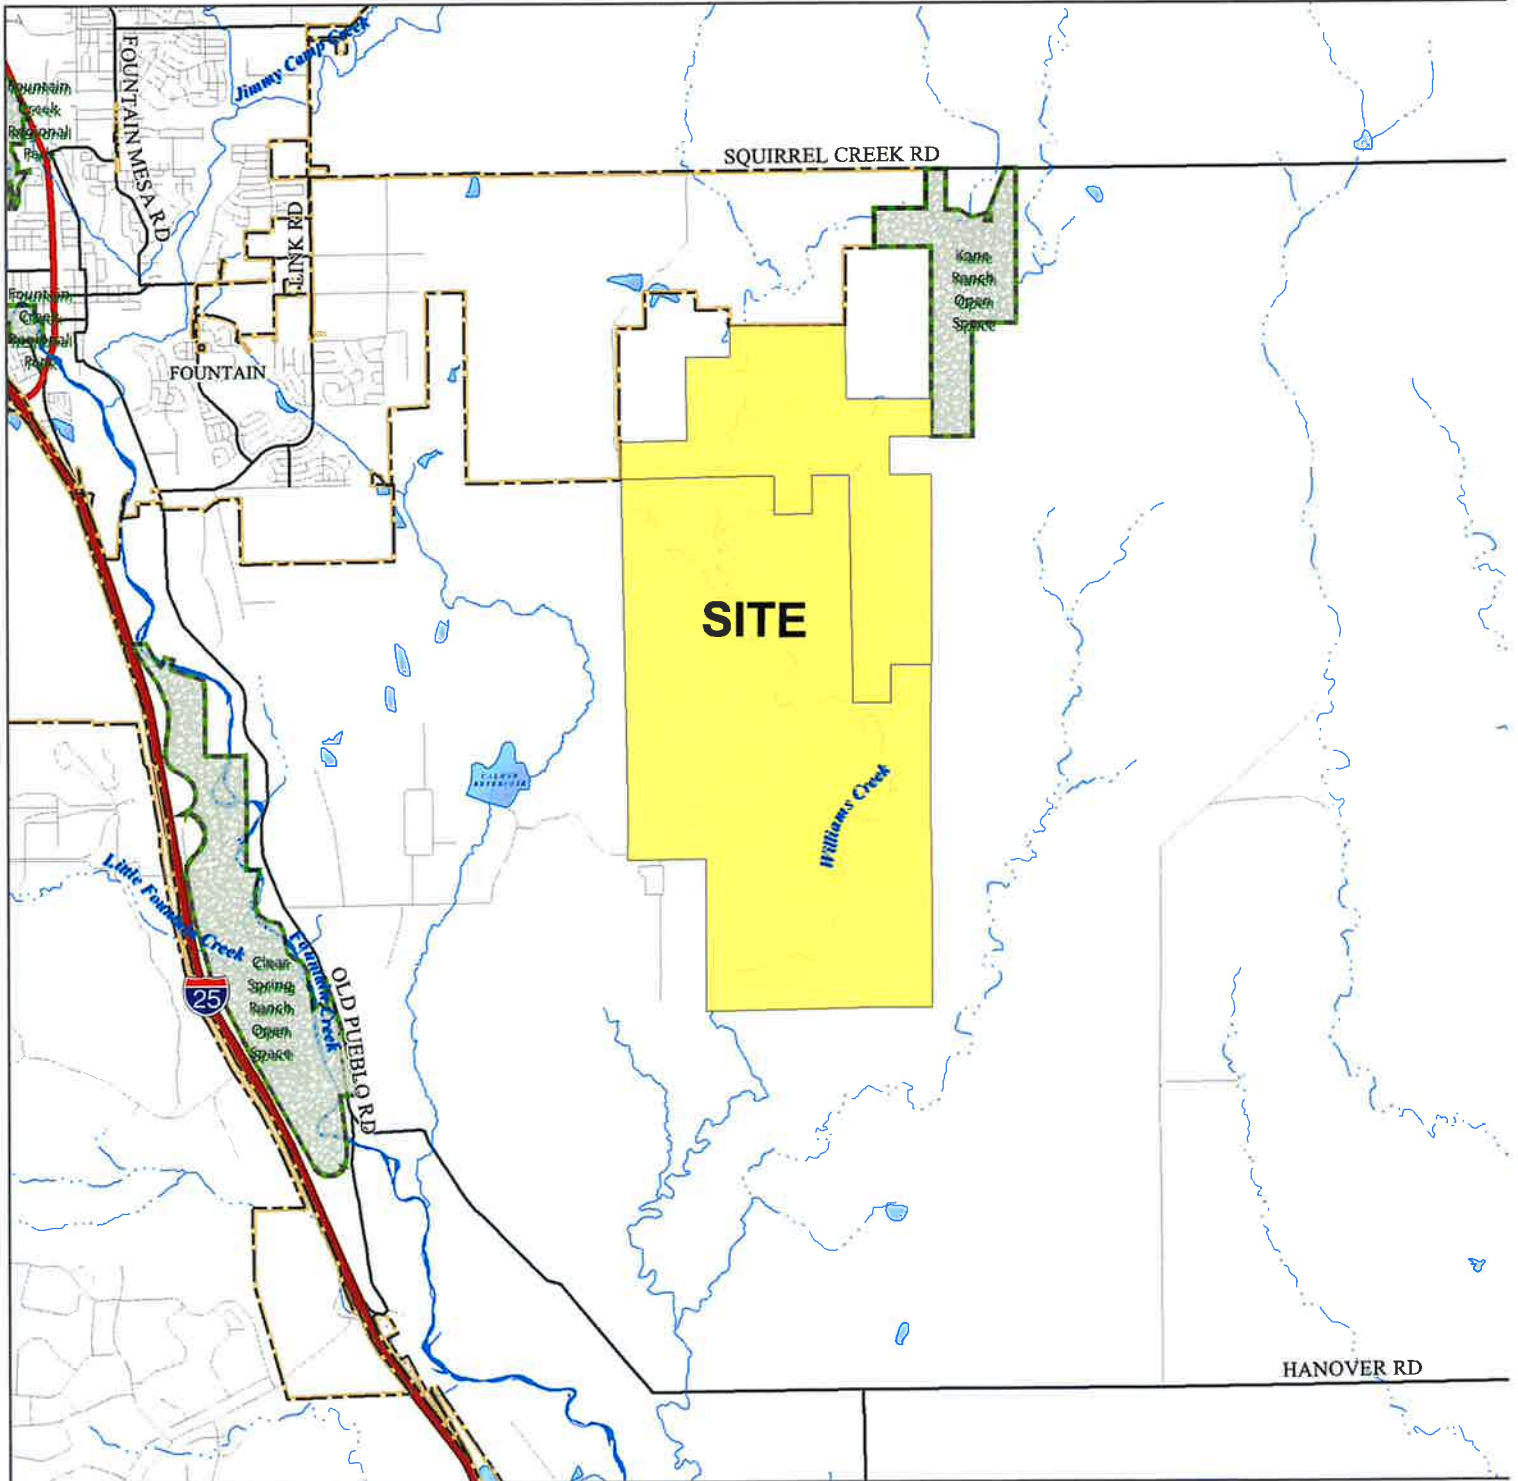 Jimmy Camp Creek
FOUNTAIN MESA RD
Fountain
Creek
Regional
Park
SQUIRREL CREEK RD
LINK RD
Kane
Ranch
Open
Space
Fountain
Creek
Regional
Park
FOUNTAIN
SITE
CALHAN
RESERVOIR
Williams Creek
Little Fountain Creek
Fountain Creek
Clear
Spring
Ranch
Open
Space
25
OLD PUEBLO RD
HANOVER RD